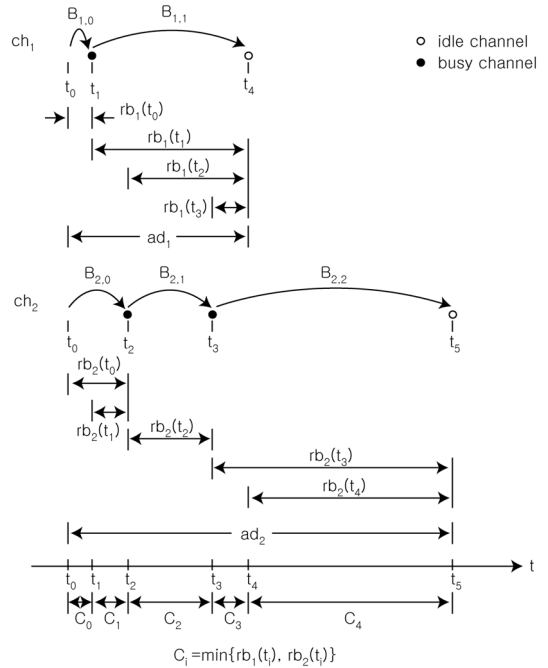 B₁,₀ B₁,₁
ch₁
idle channel
busy channel
t₀ t₁ t₄
rb₁(t₀)
rb₁(t₁)
rb₁(t₂)
rb₁(t₃)
ad₁
B₂,₀ B₂,₁ B₂,₂
ch₂
t₀ t₂ t₃ t₅
rb₂(t₀)
rb₂(t₁) rb₂(t₂)
rb₂(t₃)
rb₂(t₄)
ad₂
t
t₀ t₁ t₂ t₃ t₄ t₅
C₀ C₁ C₂ C₃ C₄
Cᵢ=min{rb₁(tᵢ), rb₂(tᵢ)}